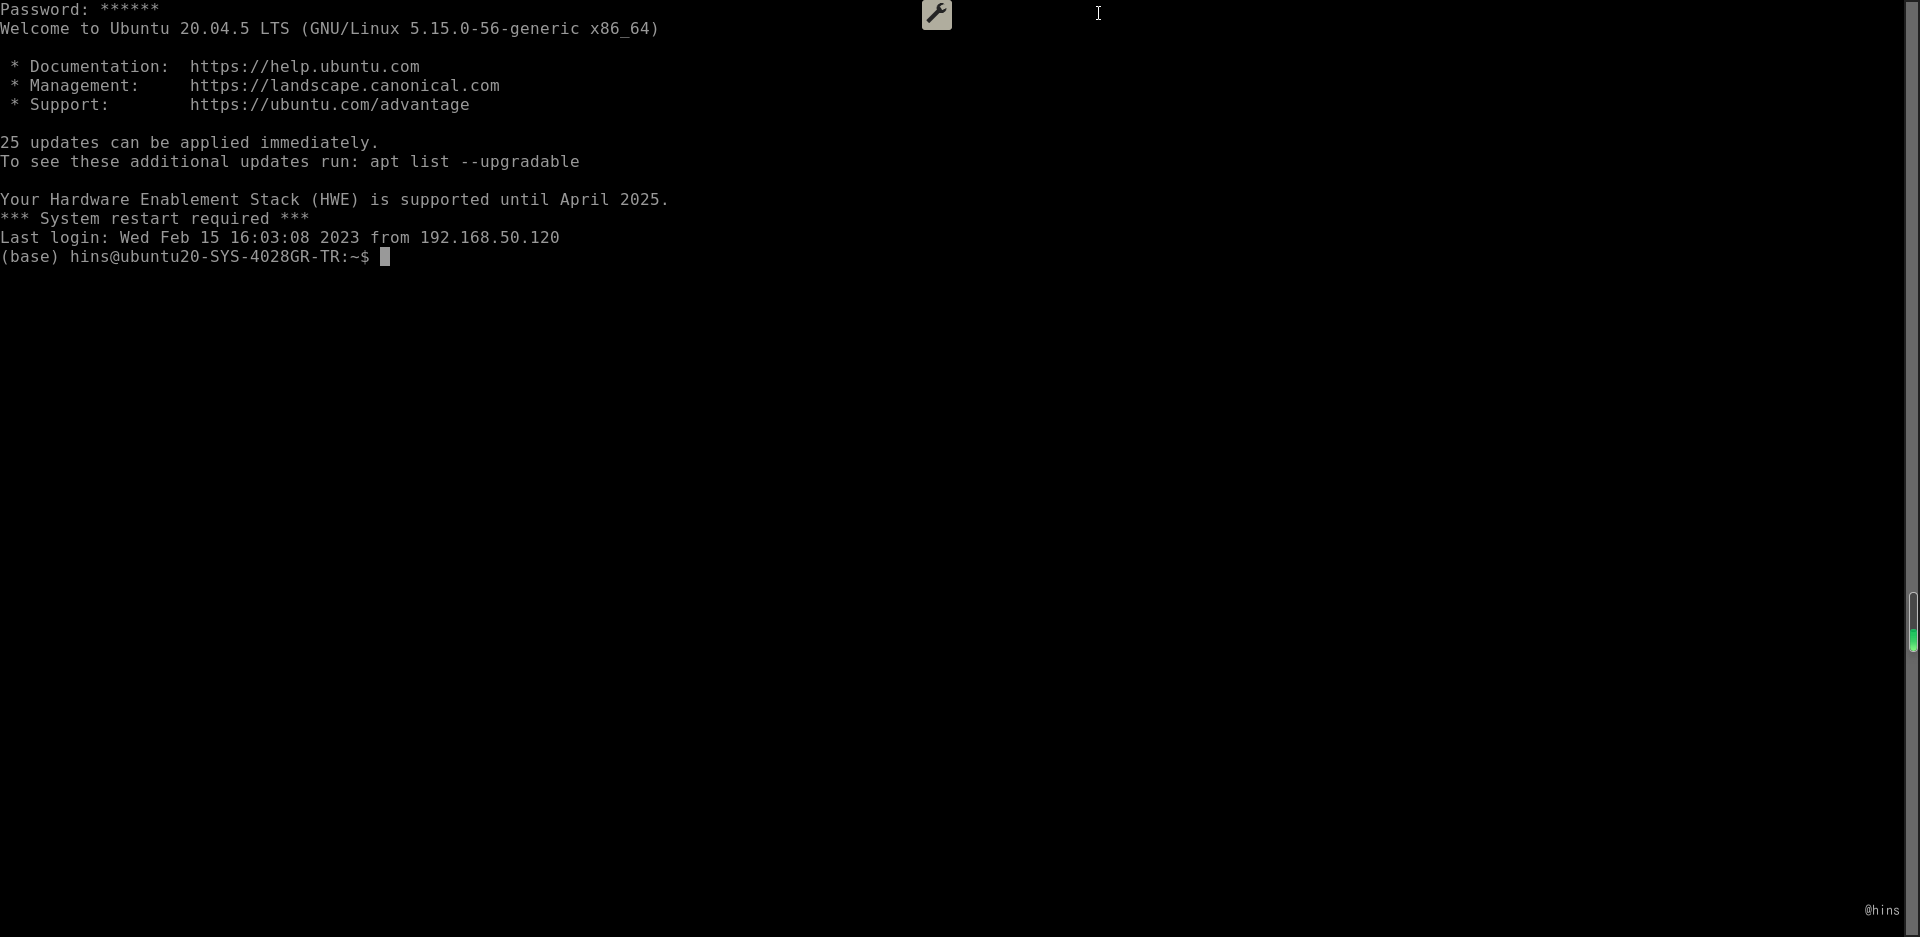 Password: ******
Welcome to Ubuntu 20.04.5 LTS (GNU/Linux 5.15.0-56-generic x86_64)

 * Documentation:  https://help.ubuntu.com
 * Management:     https://landscape.canonical.com
 * Support:        https://ubuntu.com/advantage

25 updates can be applied immediately.
To see these additional updates run: apt list --upgradable

Your Hardware Enablement Stack (HWE) is supported until April 2025.
*** System restart required ***
Last login: Wed Feb 15 16:03:08 2023 from 192.168.50.120
(base) hins@ubuntu20-SYS-4028GR-TR:~$
@hins